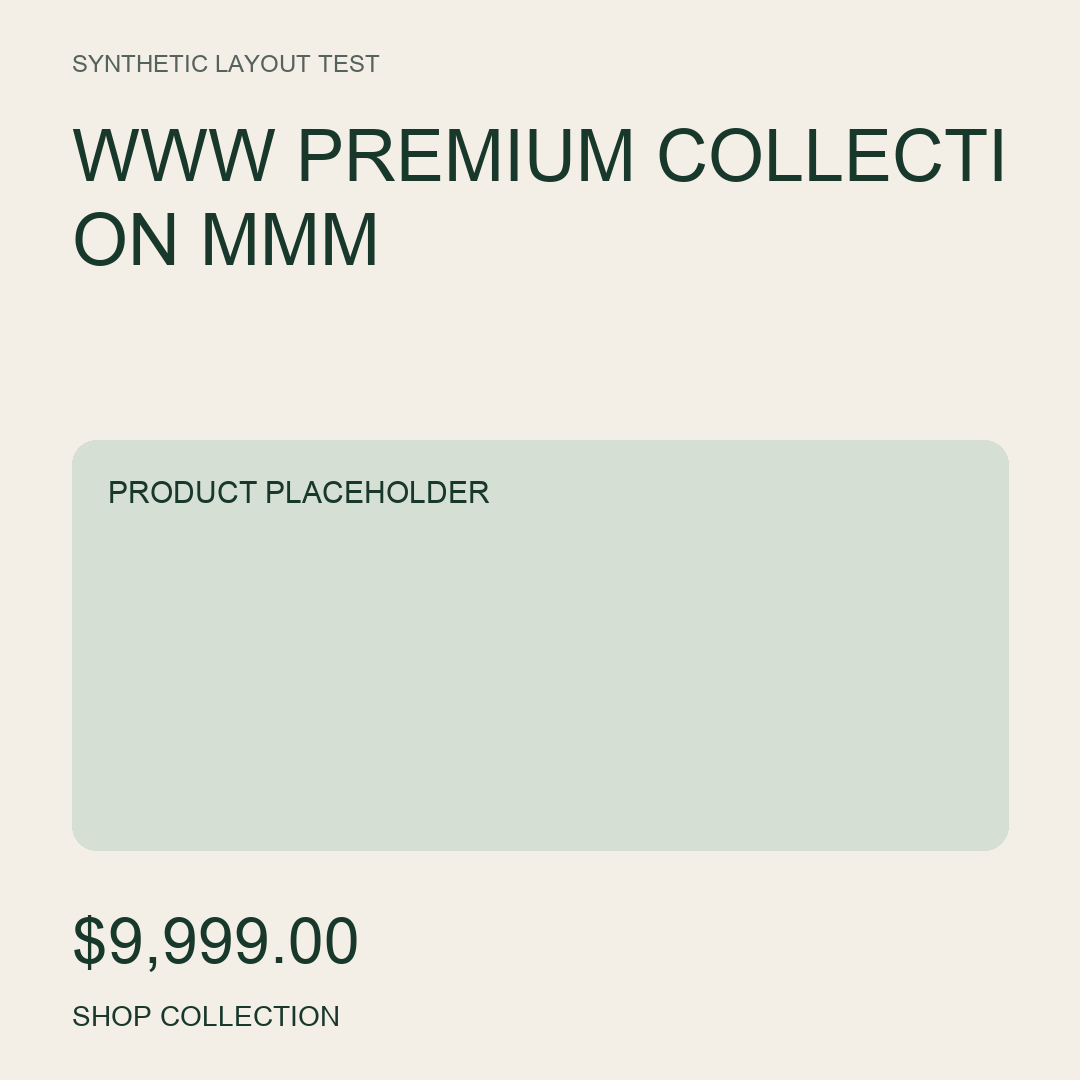 SYNTHETIC LAYOUT TEST
WWW PREMIUM COLLECTI
ON MMM
PRODUCT PLACEHOLDER
$9,999.00
SHOP COLLECTION